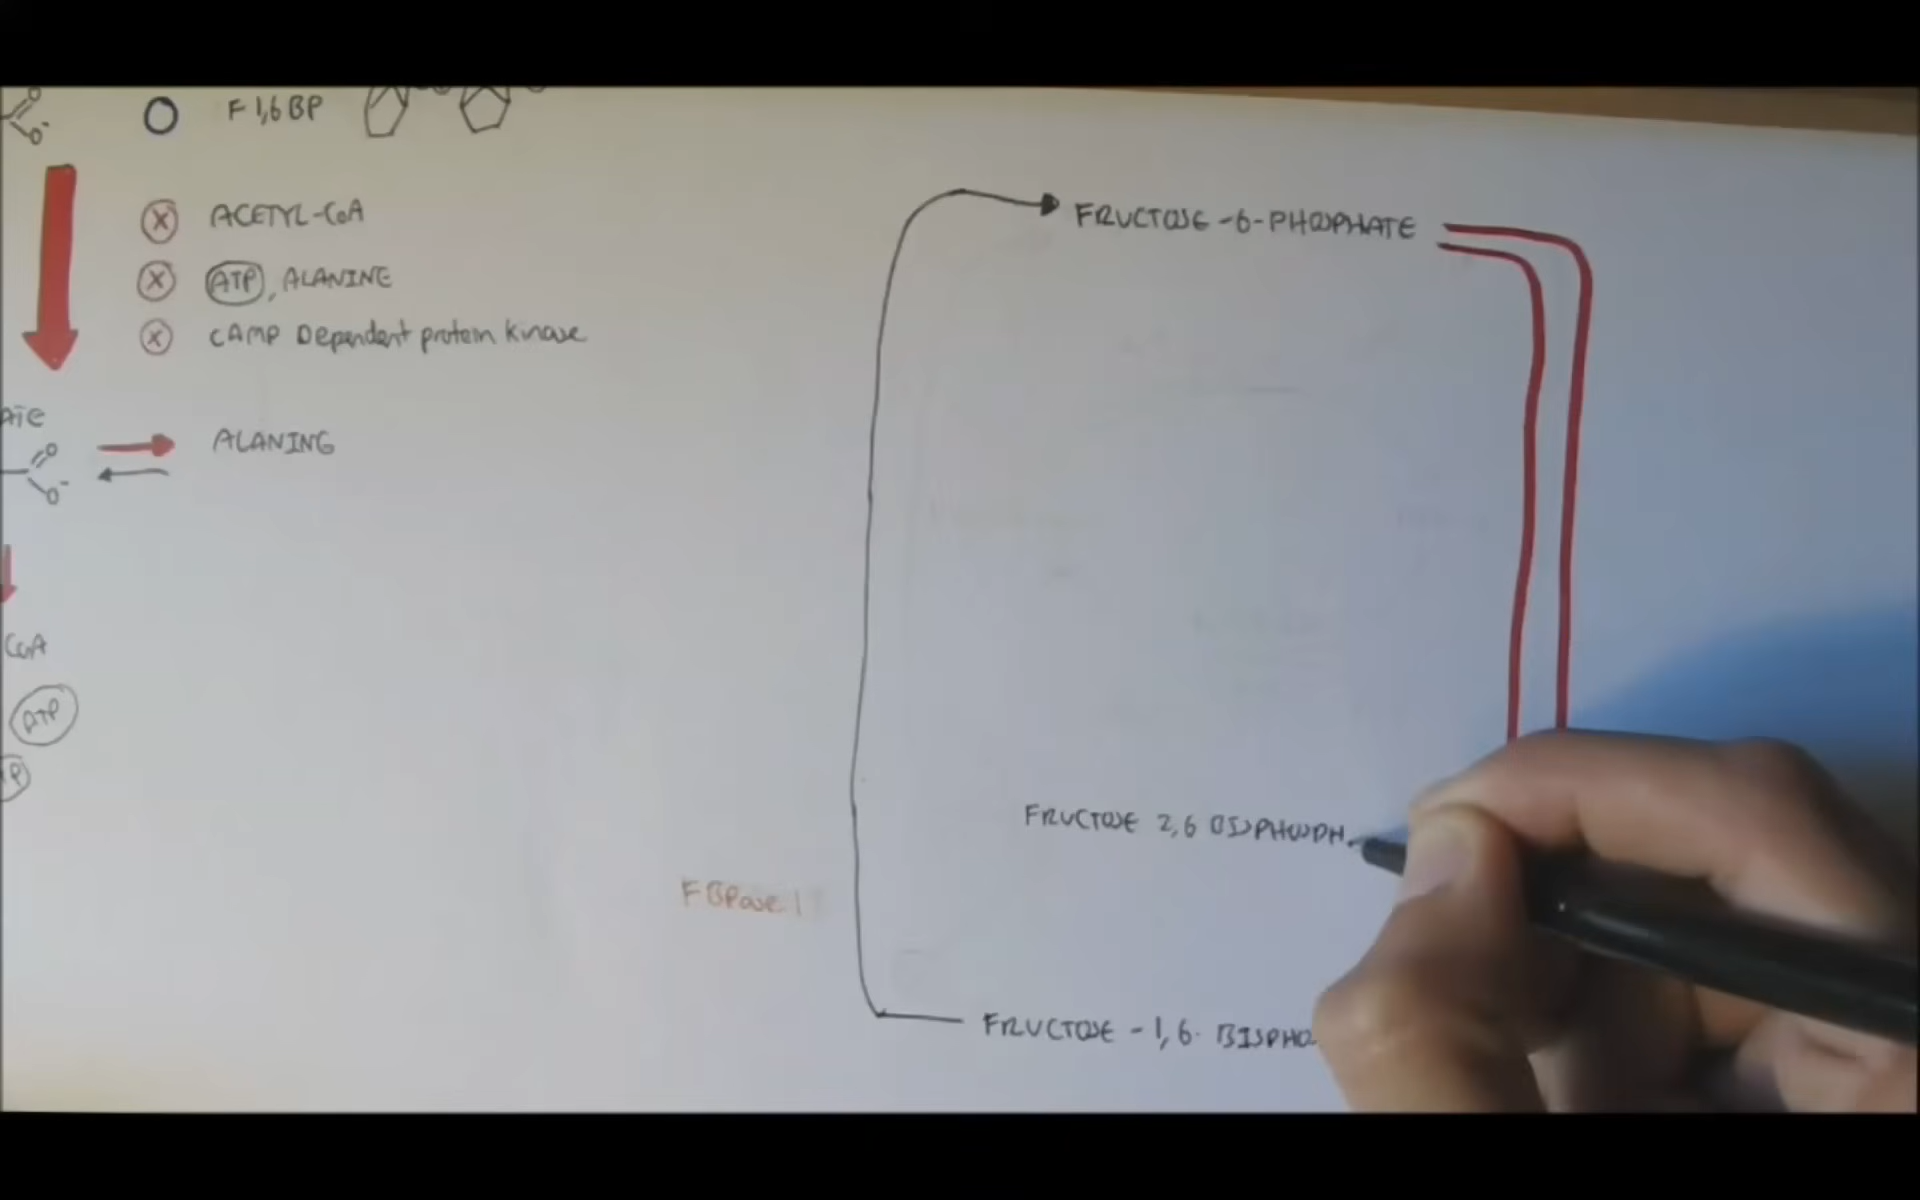 F 1,6 BP
ACETYL-CoA
ATP, ALANINE
cAMP Dependent protein kinase
ALANING
CoA
ATP
FRUCTOSE -6-PHOSPHATE
FRUCTOSE 2,6 BISPHOSPH
FBPase 1
FRUCTOSE -1,6- BISPHO